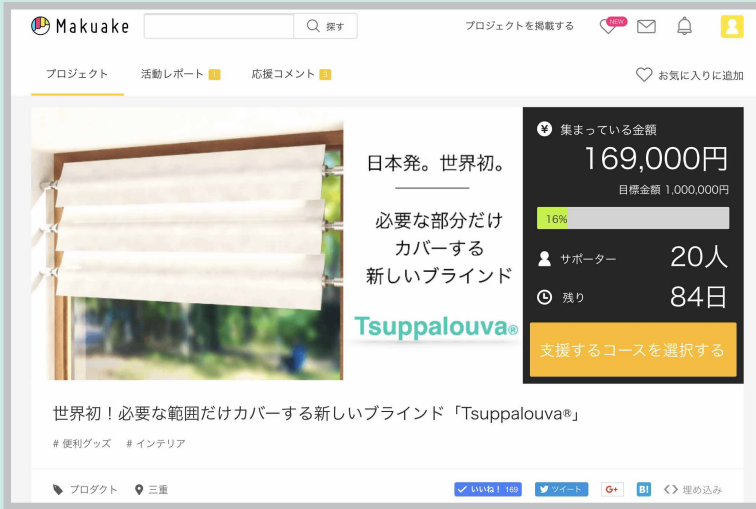 Makuake
探す
プロジェクトを掲載する
NEW
プロジェクト
活動レポート 1
応援コメント 3
お気に入りに追加
日本発。世界初。
必要な部分だけ
カバーする
新しいブラインド
Tsuppalouva®
¥ 集まっている金額
169,000円
目標金額 1,000,000円
16%
サポーター 20人
残り 84日
支援するコースを選択する
世界初！必要な範囲だけカバーする新しいブラインド「Tsuppalouva®」
# 便利グッズ # インテリア
プロダクト 三重
いいね！ 169 ツイート G+ B! 埋め込み